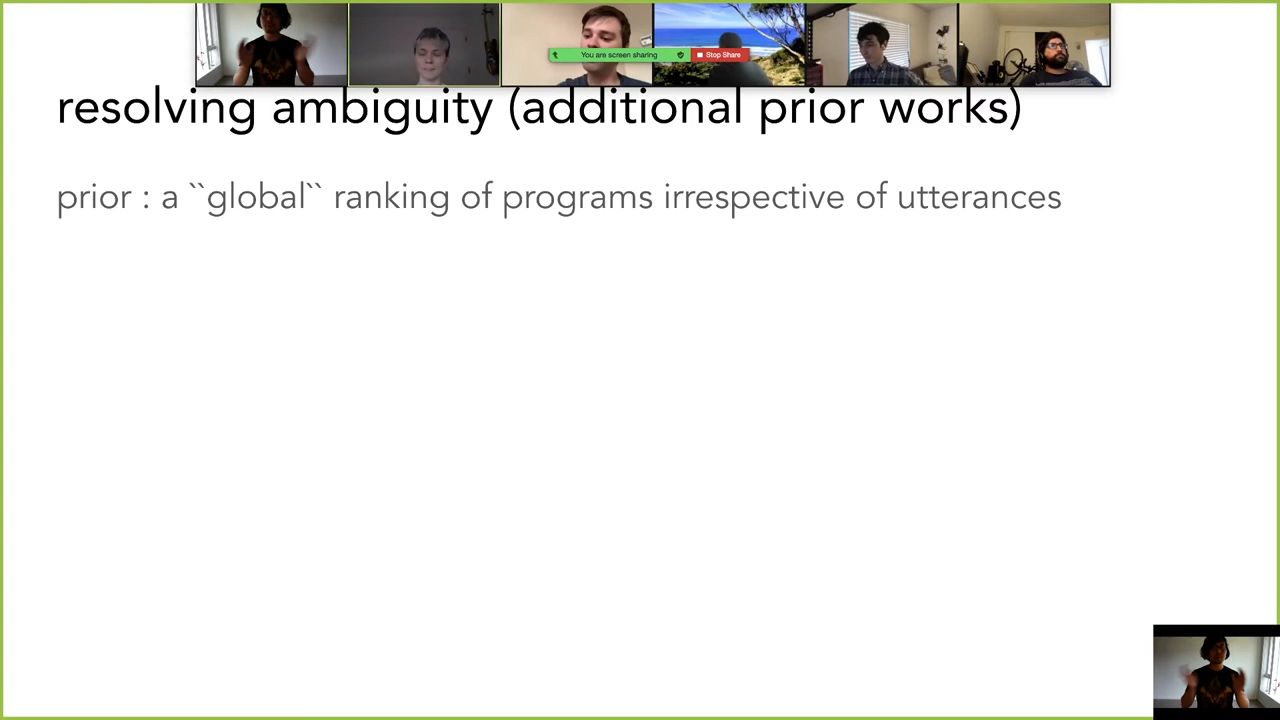 You are screen sharing
Stop Share
resolving ambiguity (additional prior works)
prior : a ``global`` ranking of programs irrespective of utterances